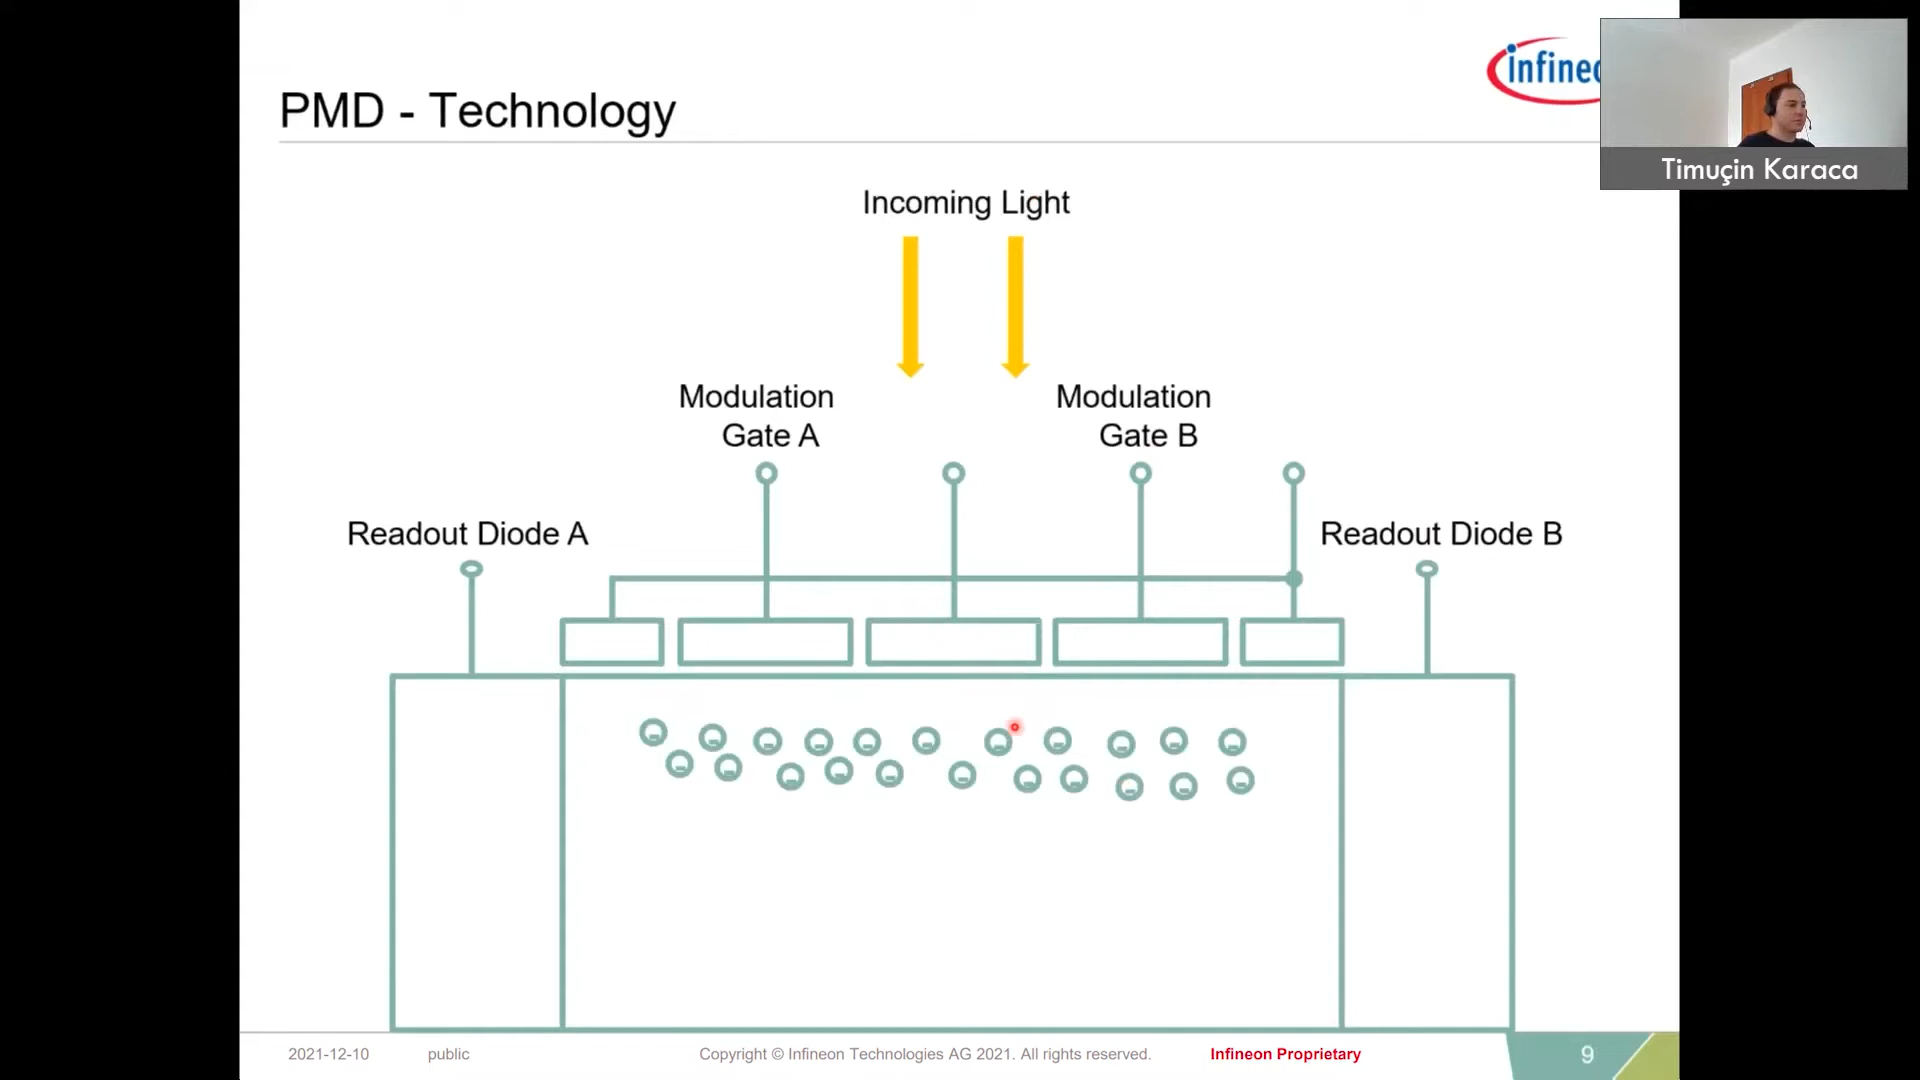 infineo
PMD - Technology
Timuçin Karaca
Incoming Light
Modulation
Gate A
Modulation
Gate B
Readout Diode A
Readout Diode B
2021-12-10
public
Copyright © Infineon Technologies AG 2021. All rights reserved.
Infineon Proprietary
9